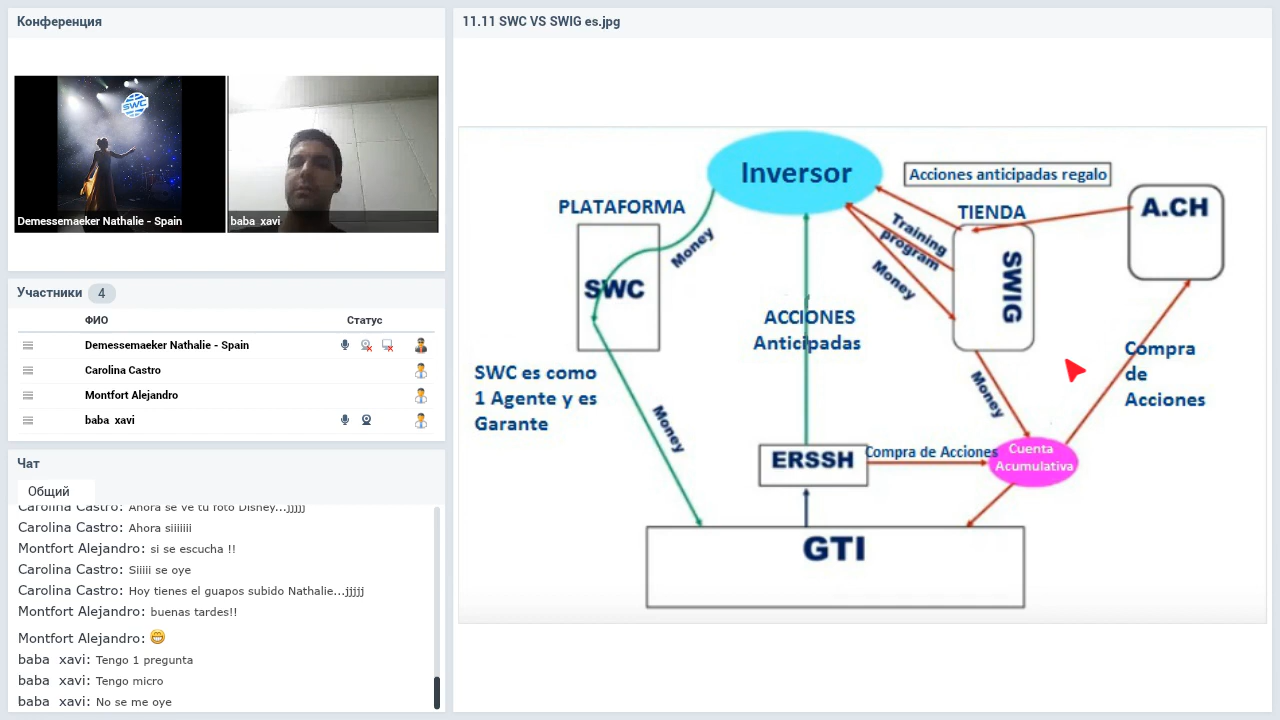 Конференция
SWC
Demessemaeker Nathalie - Spain
baba xavi
Участники 4
ФИО Статус
Demessemaeker Nathalie - Spain
Carolina Castro
Montfort Alejandro
baba xavi
Чат
Общий
Carolina Castro: Ahora se ve tu foto Disney...jjjjj
Carolina Castro: Ahora siiiiiii
Montfort Alejandro: si se escucha !!
Carolina Castro: Siiiii se oye
Carolina Castro: Hoy tienes el guapos subido Nathalie...jjjjj
Montfort Alejandro: buenas tardes!!
Montfort Alejandro: 😁
baba xavi: Tengo 1 pregunta
baba xavi: Tengo micro
baba xavi: No se me oye
11.11 SWC VS SWIG es.jpg
Inversor
Acciones anticipadas regalo
PLATAFORMA
TIENDA
A.CH
Money
Training
program
Money
SWC
SWIG
ACCIONES
Anticipadas
SWC es como
1 Agente y es
Garante
Money
Money
Compra
de
Acciones
ERSSH
Compra de Acciones
Cuenta
Acumulativa
GTI